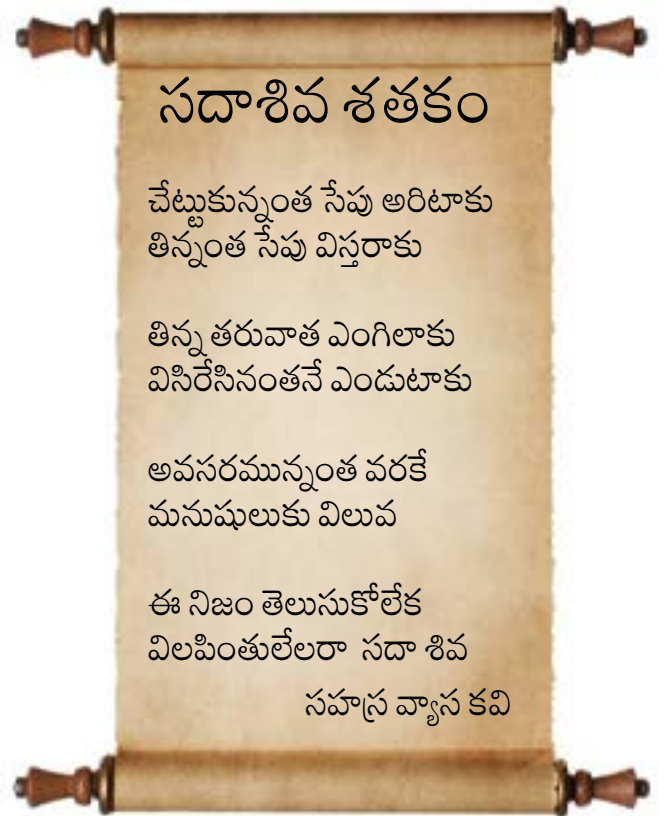 సదాశివ శతకం
చేట్టుకున్నంత సేపు అరిటాకు
తిన్నంత సేపు విస్తరాకు
తిన్న తరువాత ఎంగిలాకు
విసిరేసినంతనే ఎండుటాకు
అవసరమున్నంత వరకే
మనుషులుకు విలువ
ఈ నిజం తెలుసుకోలేక
విలపింతులేలరా సదా శివ
సహస్ర వ్యాస కవి